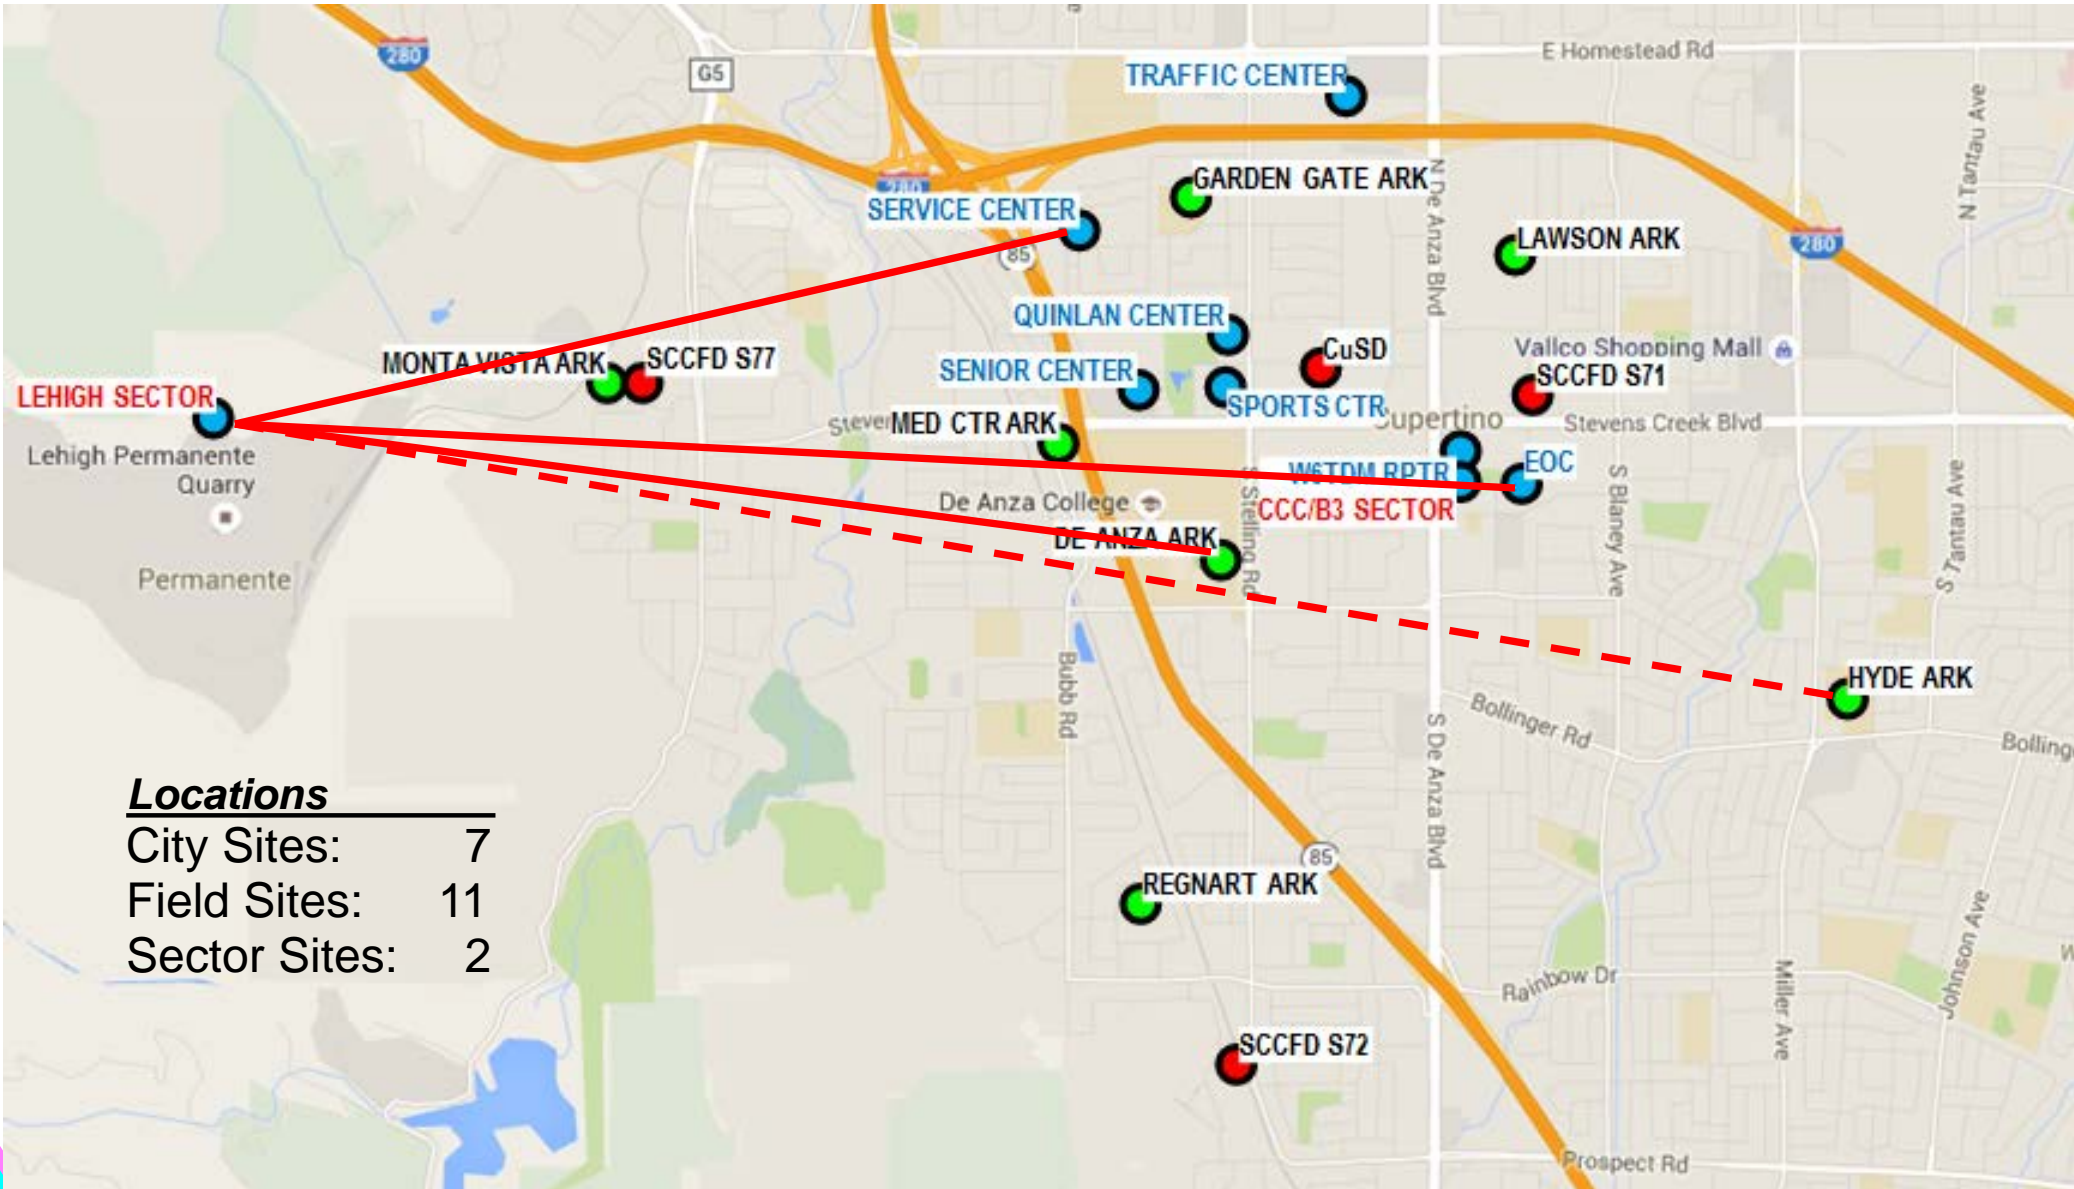 280
G5
E Homestead Rd
TRAFFIC CENTER
N Tantau Ave
GARDEN GATE ARK
N De Anza Blvd
280
SERVICE CENTER
LAWSON ARK
280
85
QUINLAN CENTER
CuSD
Vallco Shopping Mall
MONTA VISTA ARK
SCCFD S77
SENIOR CENTER
SCCFD S71
LEHIGH SECTOR
SPORTS CTR
MED CTR ARK
Cupertino
Stevens Creek Blvd
Lehigh Permanente
Quarry
W6TDM RPTR
EOC
De Anza College
CCC/B3 SECTOR
S Stelling Rd
S Blaney Ave
S Tantau Ave
DE ANZA ARK
Permanente
HYDE ARK
Bubb Rd
Bollinger Rd
S De Anza Blvd
Bolling
Locations
City Sites: 7
Field Sites: 11
Sector Sites: 2
85
REGNART ARK
Rainbow Dr
Miller Ave
Johnson Ave
W
SCCFD S72
Prospect Rd